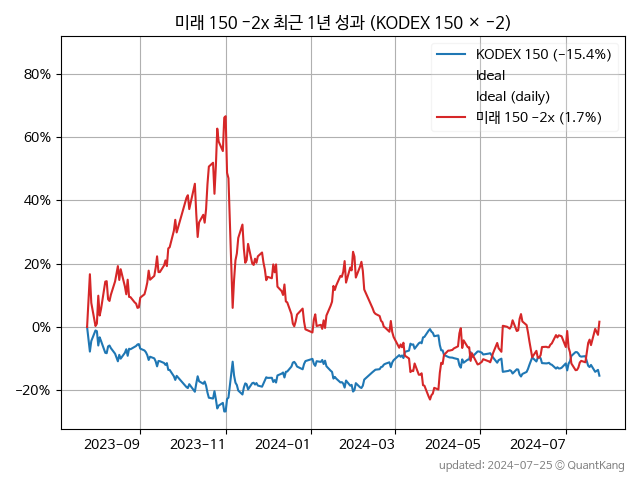 미래 150 -2x 최근 1년 성과 (KODEX 150 × -2)
KODEX 150 (-15.4%)
Ideal
Ideal (daily)
미래 150 -2x (1.7%)
80%
60%
40%
20%
0%
-20%
2023-09 2023-11 2024-01 2024-03 2024-05 2024-07
updated: 2024-07-25 © QuantKang